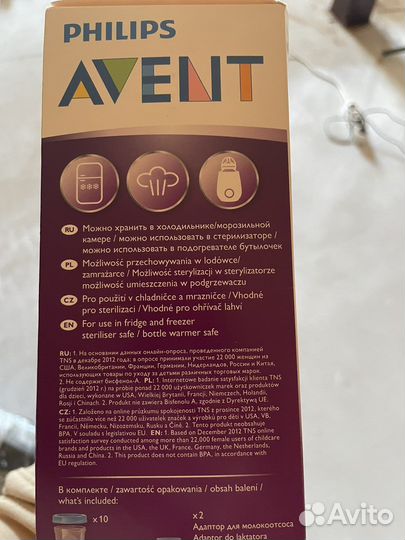 PHILIPS
AVENT
RU Можно хранить в холодильнике/морозильной
камере / можно использовать в стерилизаторе /
можно использовать в подогревателе бутылочек
PL Możliwość przechowywania w lodówce/
zamrażarce / Możliwość sterylizacji w sterylizatorze
możliwość umieszczenia w podgrzewaczu
CZ Pro použití v chladničce a mrazničce / Vhodné
pro sterilizaci / Vhodné pro ohřívač lahví
EN For use in fridge and freezer
steriliser safe / bottle warmer safe
RU: 1. На основании данных онлайн-опроса, проведенного компанией
TNS в декабре 2012 года: в опросе принимали участие 22 000 женщин из
США, Великобритании, Франции, Германии, Нидерландов, России и Китая,
использующих товары по уходу за детьми различных торговых марок.
2. Не содержит бисфенол-А. PL: 1. Internetowe badanie satysfakcji klienta TNS
(grudzień 2012 r.) na próbie ponad 22 000 użytkowniczek marek oraz produktów
dla dzieci, wykonane w USA, Wielkiej Brytanii, Francji, Niemczech, Holandii,
Rosji i Chinach. 2. Produkt nie zawiera Bisfenolu A, zgodnie z Dyrektywą UE.
CZ: 1. Založeno na online průzkumu spokojenosti TNS z prosince 2012, kterého
se zúčastnilo více než 22 000 uživatelek dětských značek a výrobků pro děti v USA, VB,
Francii, Německu, Nizozemsku, Rusku a Číně. 2. Tento produkt neobsahuje
BPA. V souladu s legislativou EU. EN: 1. Based on December 2012 TNS online
satisfaction survey conducted among more than 22,000 female users of childcare
brands and products in the USA, the UK, France, Germany, the Netherlands,
Russia and China. 2. This product does not contain BPA, in accordance with
EU regulation.
В комплекте / zawartość opakowania / obsah balení /
what's included:
x10
x2
Адаптор для молокоотсоса
Adaptor do laktatora
Avito